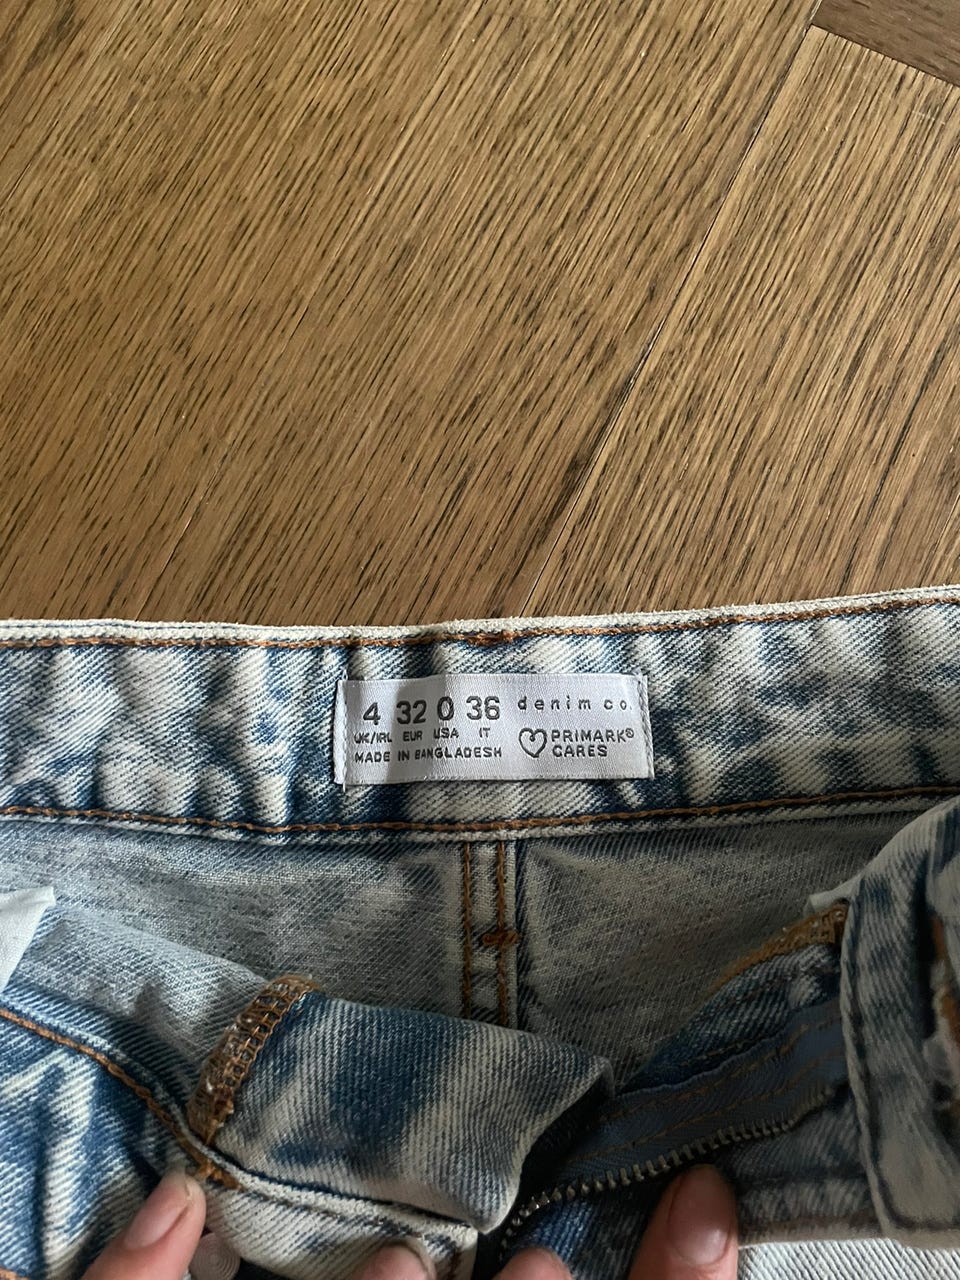 4 32 0 36 denim co.
UK/IRL EUR USA IT
MADE IN BANGLADESH
PRIMARK®
CARES